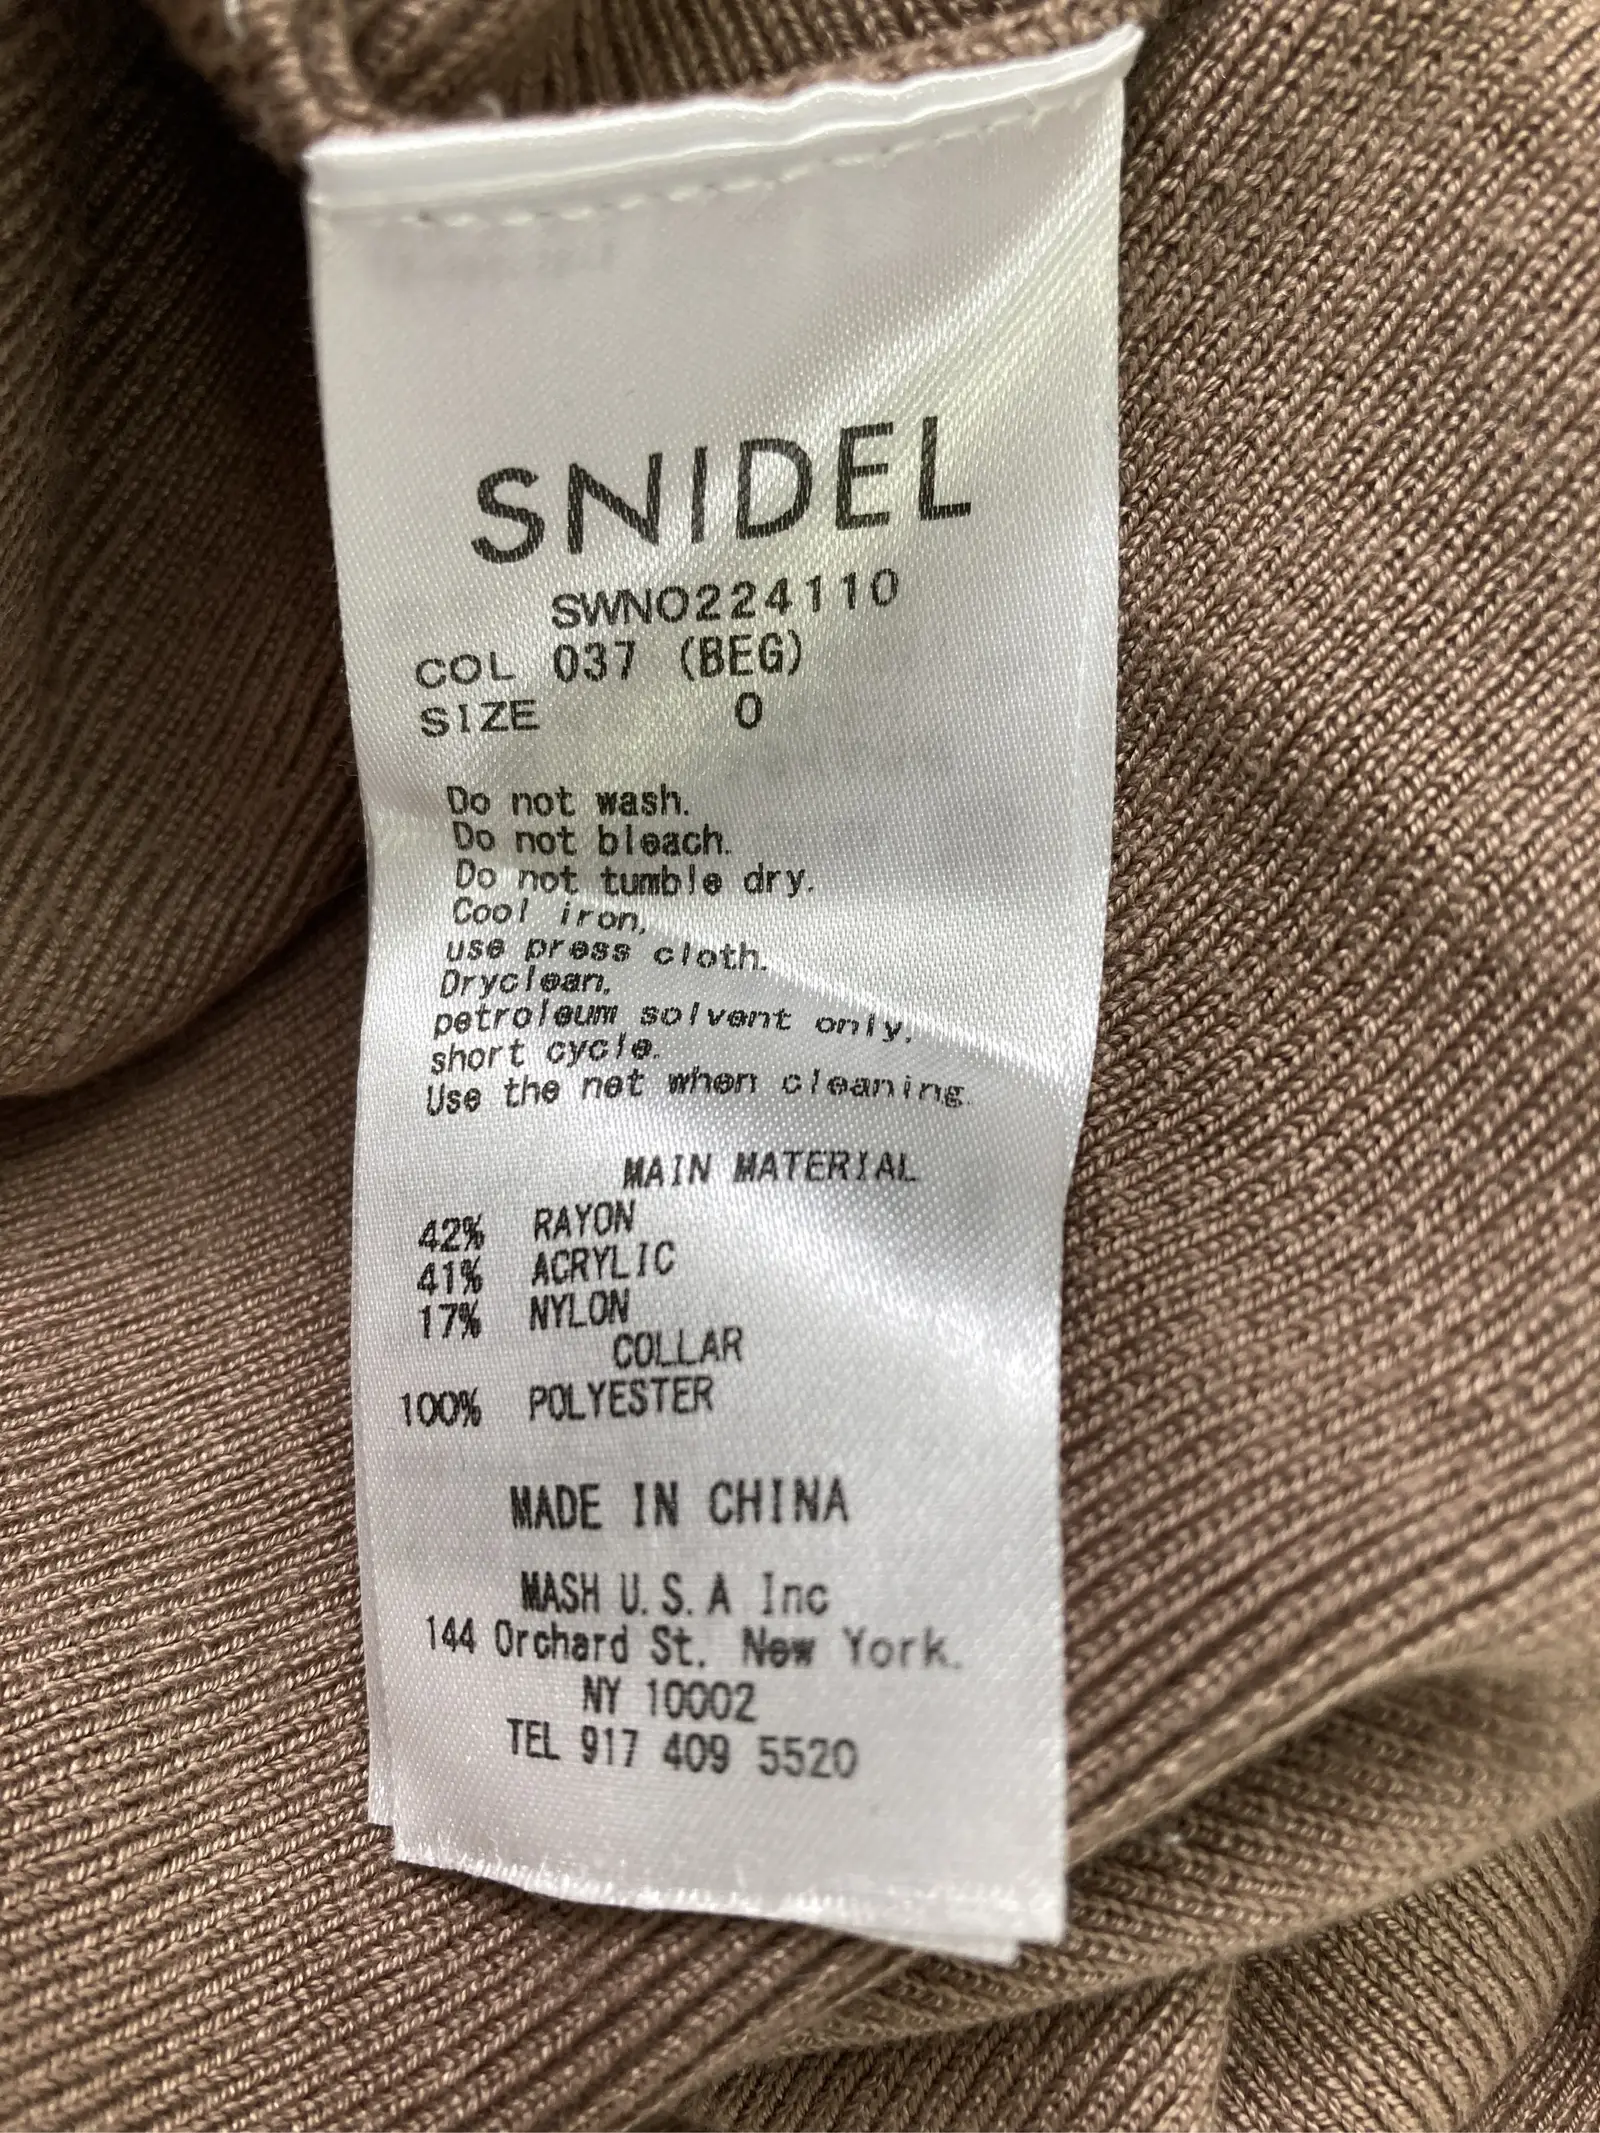 SNIDEL
SWNO224110
COL 037 (BEG)
SIZE 0
Do not wash.
Do not bleach.
Do not tumble dry.
Cool iron,
use press cloth.
Dryclean,
petroleum solvent only,
short cycle.
Use the net when cleaning.
MAIN MATERIAL
42% RAYON
41% ACRYLIC
17% NYLON
COLLAR
100% POLYESTER
MADE IN CHINA
MASH U.S.A Inc
144 Orchard St. New York.
NY 10002
TEL 917 409 5520